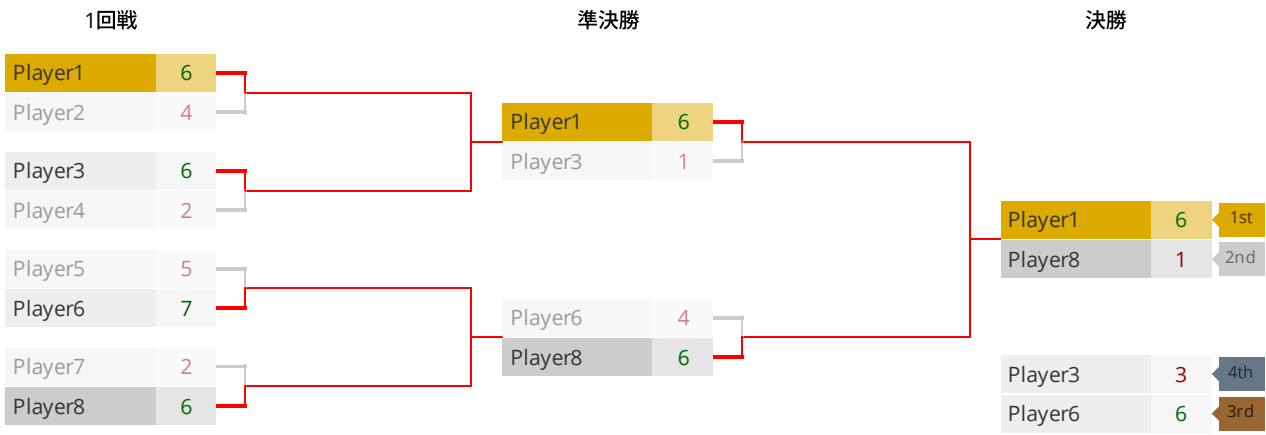 1回戦 準決勝 決勝
Player1 6
Player2 4
Player3 6
Player4 2
Player5 5
Player6 7
Player7 2
Player8 6
Player1 6
Player3 1
Player6 4
Player8 6
Player1 6 1st
Player8 1 2nd
Player3 3 4th
Player6 6 3rd